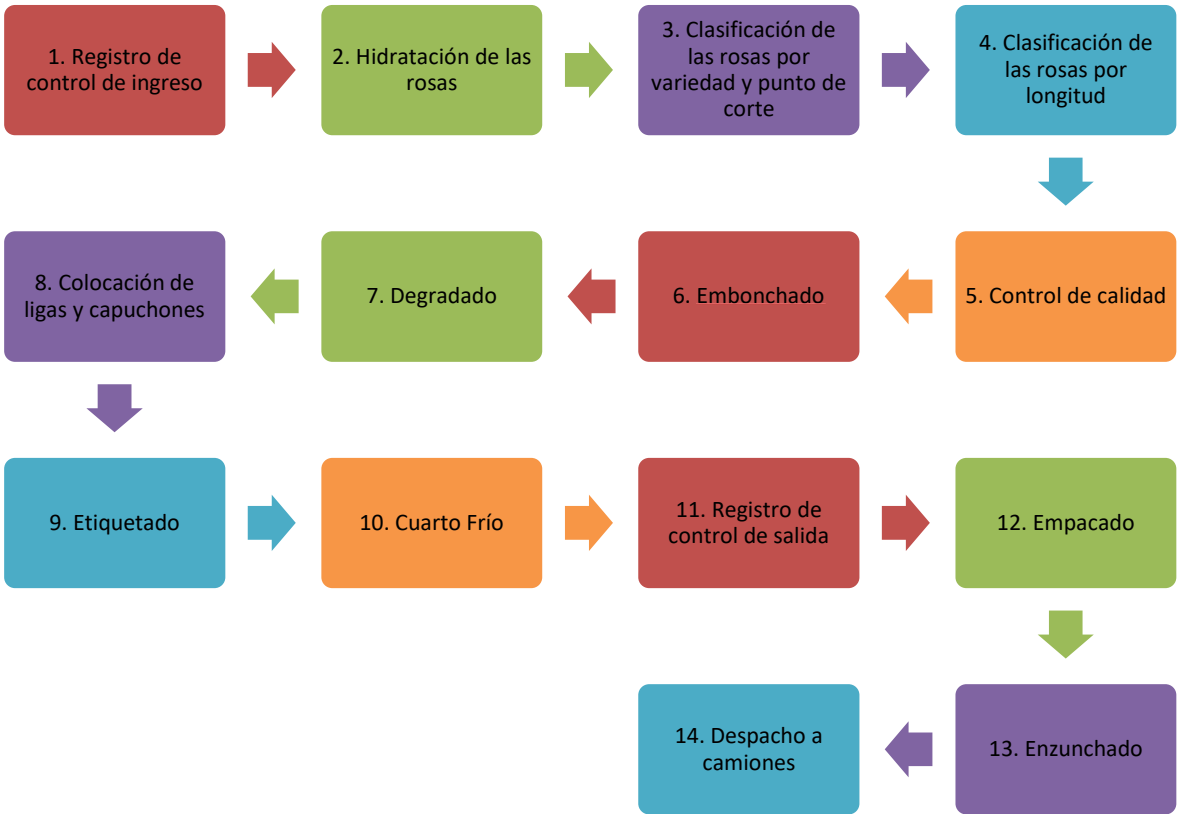 1. Registro de
control de ingreso
2. Hidratación de las
rosas
3. Clasificación de
las rosas por
variedad y punto de
corte
4. Clasificación de
las rosas por
longitud
5. Control de calidad
6. Embonchado
7. Degradado
8. Colocación de
ligas y capuchones
9. Etiquetado
10. Cuarto Frío
11. Registro de
control de salida
12. Empacado
13. Enzunchado
14. Despacho a
camiones